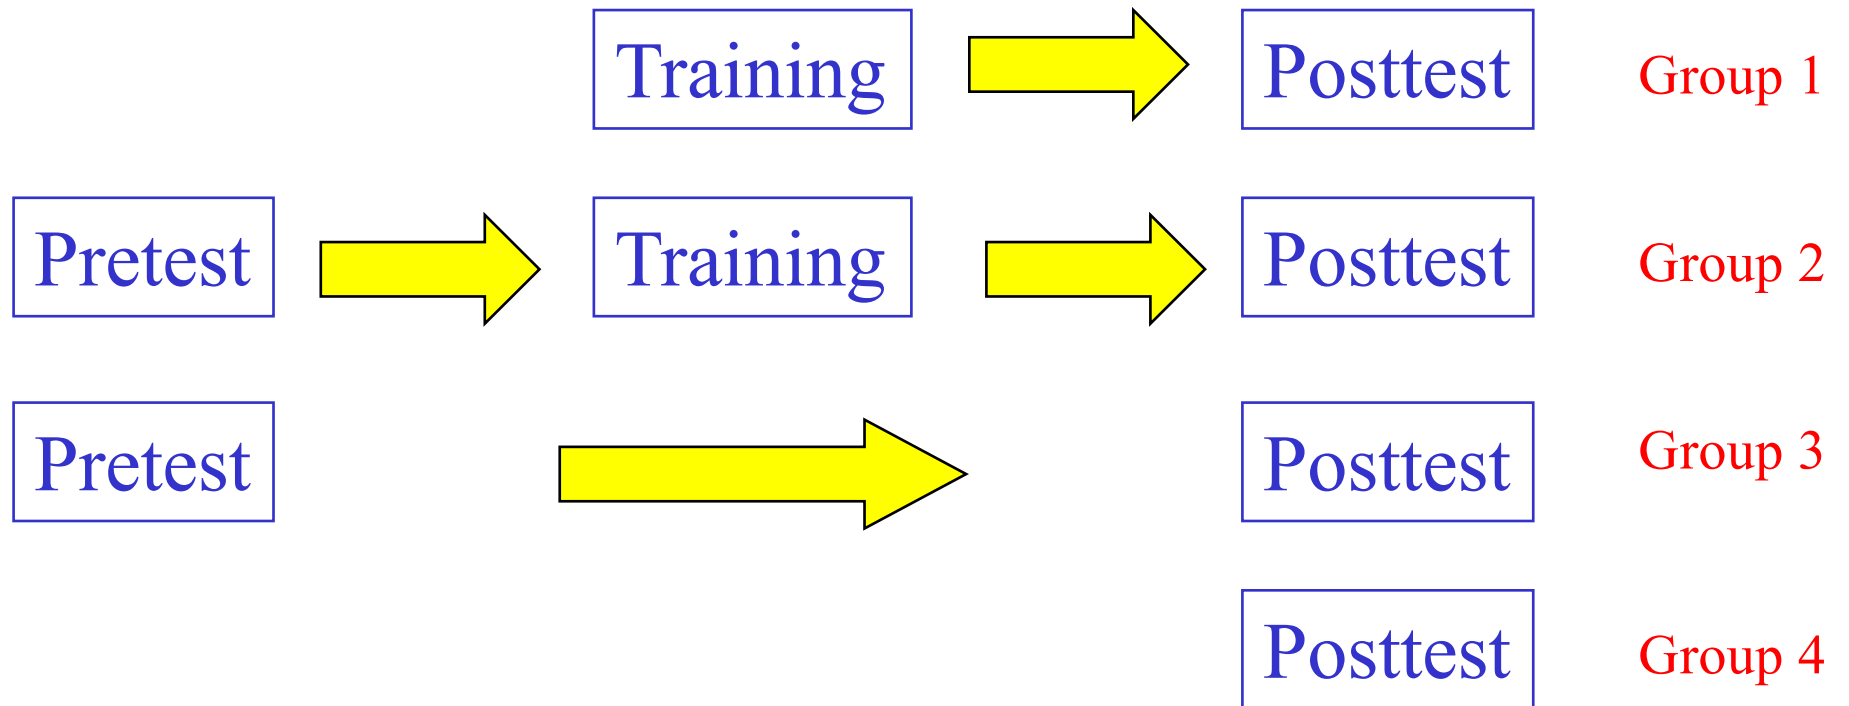 Training Posttest Group 1
Pretest Training Posttest Group 2
Pretest Posttest Group 3
Posttest Group 4